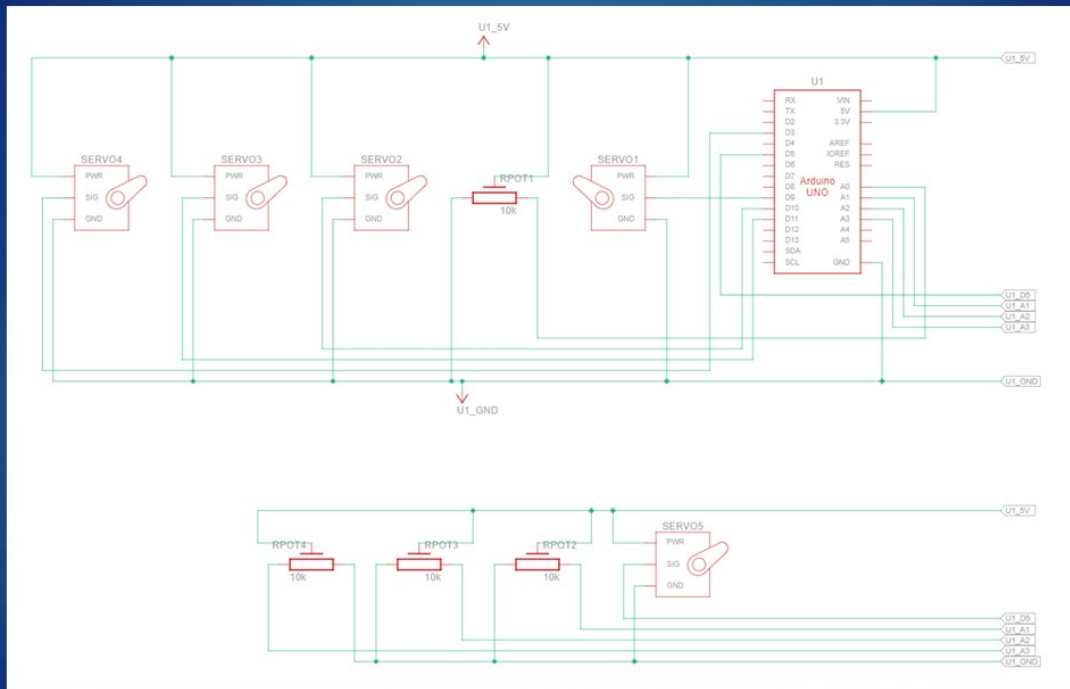 U1_5V
U1_5V
U1
RX
VIN
TX
5V
D2
3.3V
D3
D4
AREF
D5
IOREF
D6
RES
D7
D8
A0
D9
A1
D10
A2
D11
A3
D12
A4
D13
A5
SDA
SCL
GND
Arduino
UNO
SERVO4
PWR
SIG
GND
SERVO3
PWR
SIG
GND
SERVO2
PWR
SIG
GND
RPOT1
10k
SERVO1
PWR
SIG
GND
U1_D5
U1_A1
U1_A2
U1_A3
U1_GND
U1_GND
U1_5V
RPOT4
10k
RPOT3
10k
RPOT2
10k
SERVO5
PWR
SIG
GND
U1_D5
U1_A1
U1_A2
U1_A3
U1_GND